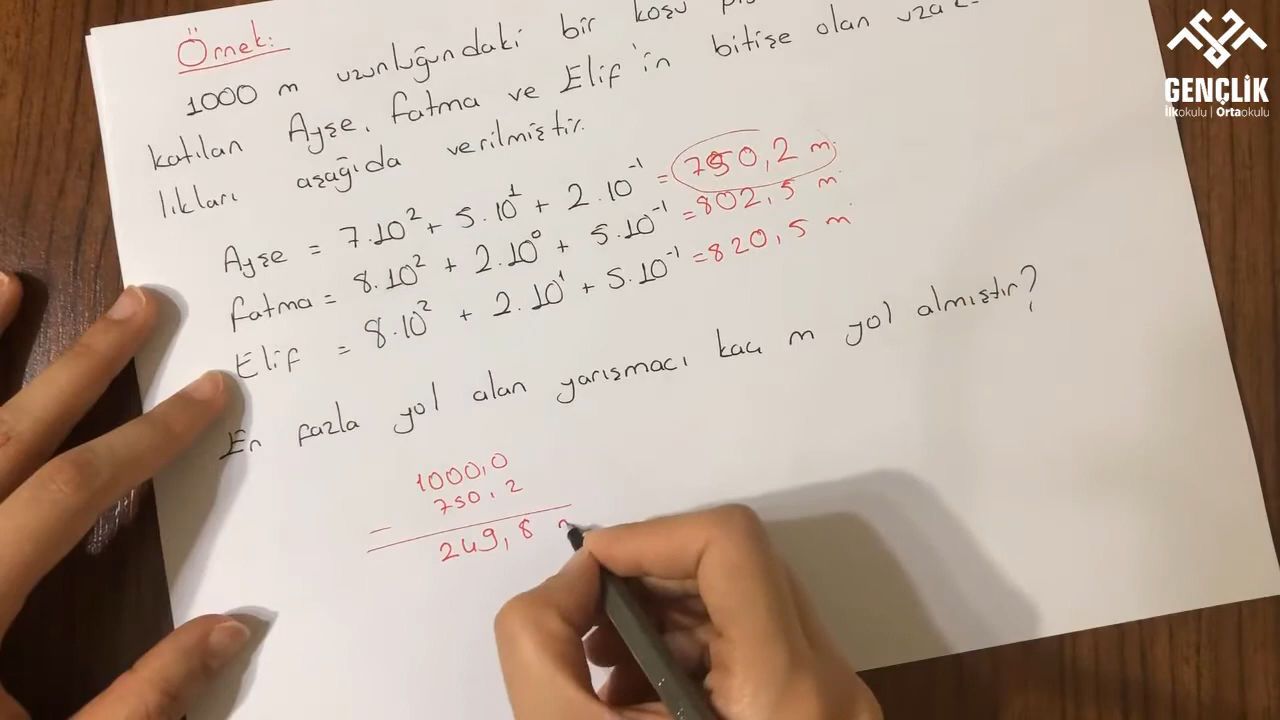 Örnek:
1000 m uzunluğundaki bir koşu
katılan Ayşe, Fatma ve Elif'in bitişe olan uzak-
lıkları aşağıda verilmiştir.
Ayşe = 7.10² + 5.10¹ + 2.10⁻¹ = 750,2 m.
Fatma = 8.10² + 2.10⁰ + 5.10⁻¹ = 802,5 m.
Elif = 8.10² + 2.10¹ + 5.10⁻¹ = 820,5 m.
En fazla yol alan yarışmacı kaç m yol almıştır?
1000,0
750,2
−
249,8 m
GENÇLİK
İlkokulu | Ortaokulu